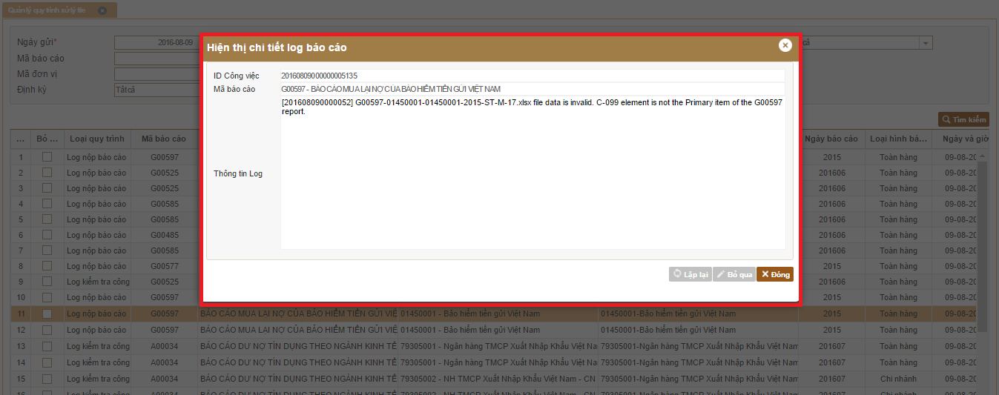 Quản lý quy trình xử lý file
Ngày gửi* 2016-08-09
Mã báo cáo
Mã đơn vị
Định kỳ Tất cả
Hiện thị chi tiết log báo cáo
ID Công việc 20160809000000005135
Mã báo cáo G00597 - BÁO CÁO MUA LẠI NỢ CỦA BẢO HIỂM TIỀN GỬI VIỆT NAM
Thông tin Log
[201608090000052] G00597-01450001-01450001-2015-ST-M-17.xlsx file data is invalid. C-099 element is not the Primary item of the G00597
report.
Lặp lại Bỏ qua Đóng
Tìm kiếm
... Bỏ ... Loại quy trình Mã báo cáo Ngày báo cáo Loại hình bá... Ngày và giờ
1 Log nộp báo cáo G00597 2015 Toàn hàng 09-08-20
2 Log nộp báo cáo G00525 201606 Toàn hàng 09-08-20
3 Log nộp báo cáo G00525 201606 Toàn hàng 09-08-20
4 Log nộp báo cáo G00585 201606 Toàn hàng 09-08-20
5 Log nộp báo cáo G00585 201606 Toàn hàng 09-08-20
6 Log nộp báo cáo G00485 201606 Toàn hàng 09-08-20
7 Log nộp báo cáo G00585 201606 Toàn hàng 09-08-20
8 Log nộp báo cáo G00577 2015 Toàn hàng 09-08-20
9 Log kiểm tra công G00525 201606 Toàn hàng 09-08-20
10 Log nộp báo cáo G00597 2015 Toàn hàng 09-08-20
11 Log nộp báo cáo G00597 BÁO CÁO MUA LẠI NỢ CỦA BẢO HIỂM TIỀN GỬI VIỆ 01450001 - Bảo hiểm tiền gửi Việt Nam 01450001-Bảo hiểm tiền gửi Việt Nam 2015 Toàn hàng 09-08-20
12 Log nộp báo cáo G00597 BÁO CÁO MUA LẠI NỢ CỦA BẢO HIỂM TIỀN GỬI VIỆ 01450001 - Bảo hiểm tiền gửi Việt Nam 01450001-Bảo hiểm tiền gửi Việt Nam 2015 Toàn hàng 09-08-20
13 Log kiểm tra công A00034 BÁO CÁO DƯ NỢ TÍN DỤNG THEO NGÀNH KINH TẾ 79305001 - Ngân hàng TMCP Xuất Nhập Khẩu Việt Na 79305001-Ngân hàng TMCP Xuất Nhập Khẩu Việt Nam 201607 Toàn hàng 09-08-20
14 Log kiểm tra công A00034 BÁO CÁO DƯ NỢ TÍN DỤNG THEO NGÀNH KINH TẾ 79305001 - Ngân hàng TMCP Xuất Nhập Khẩu Việt Na 79305001-Ngân hàng TMCP Xuất Nhập Khẩu Việt Nam 201607 Toàn hàng 09-08-20
15 Log kiểm tra công A00034 BÁO CÁO DƯ NỢ TÍN DỤNG THEO NGÀNH KINH TẾ 79305002 - NH TMCP Xuất Nhập Khẩu Việt Nam - CN 79305001-Ngân hàng TMCP Xuất Nhập Khẩu Việt Nam 201607 Chi nhánh 09-08-20